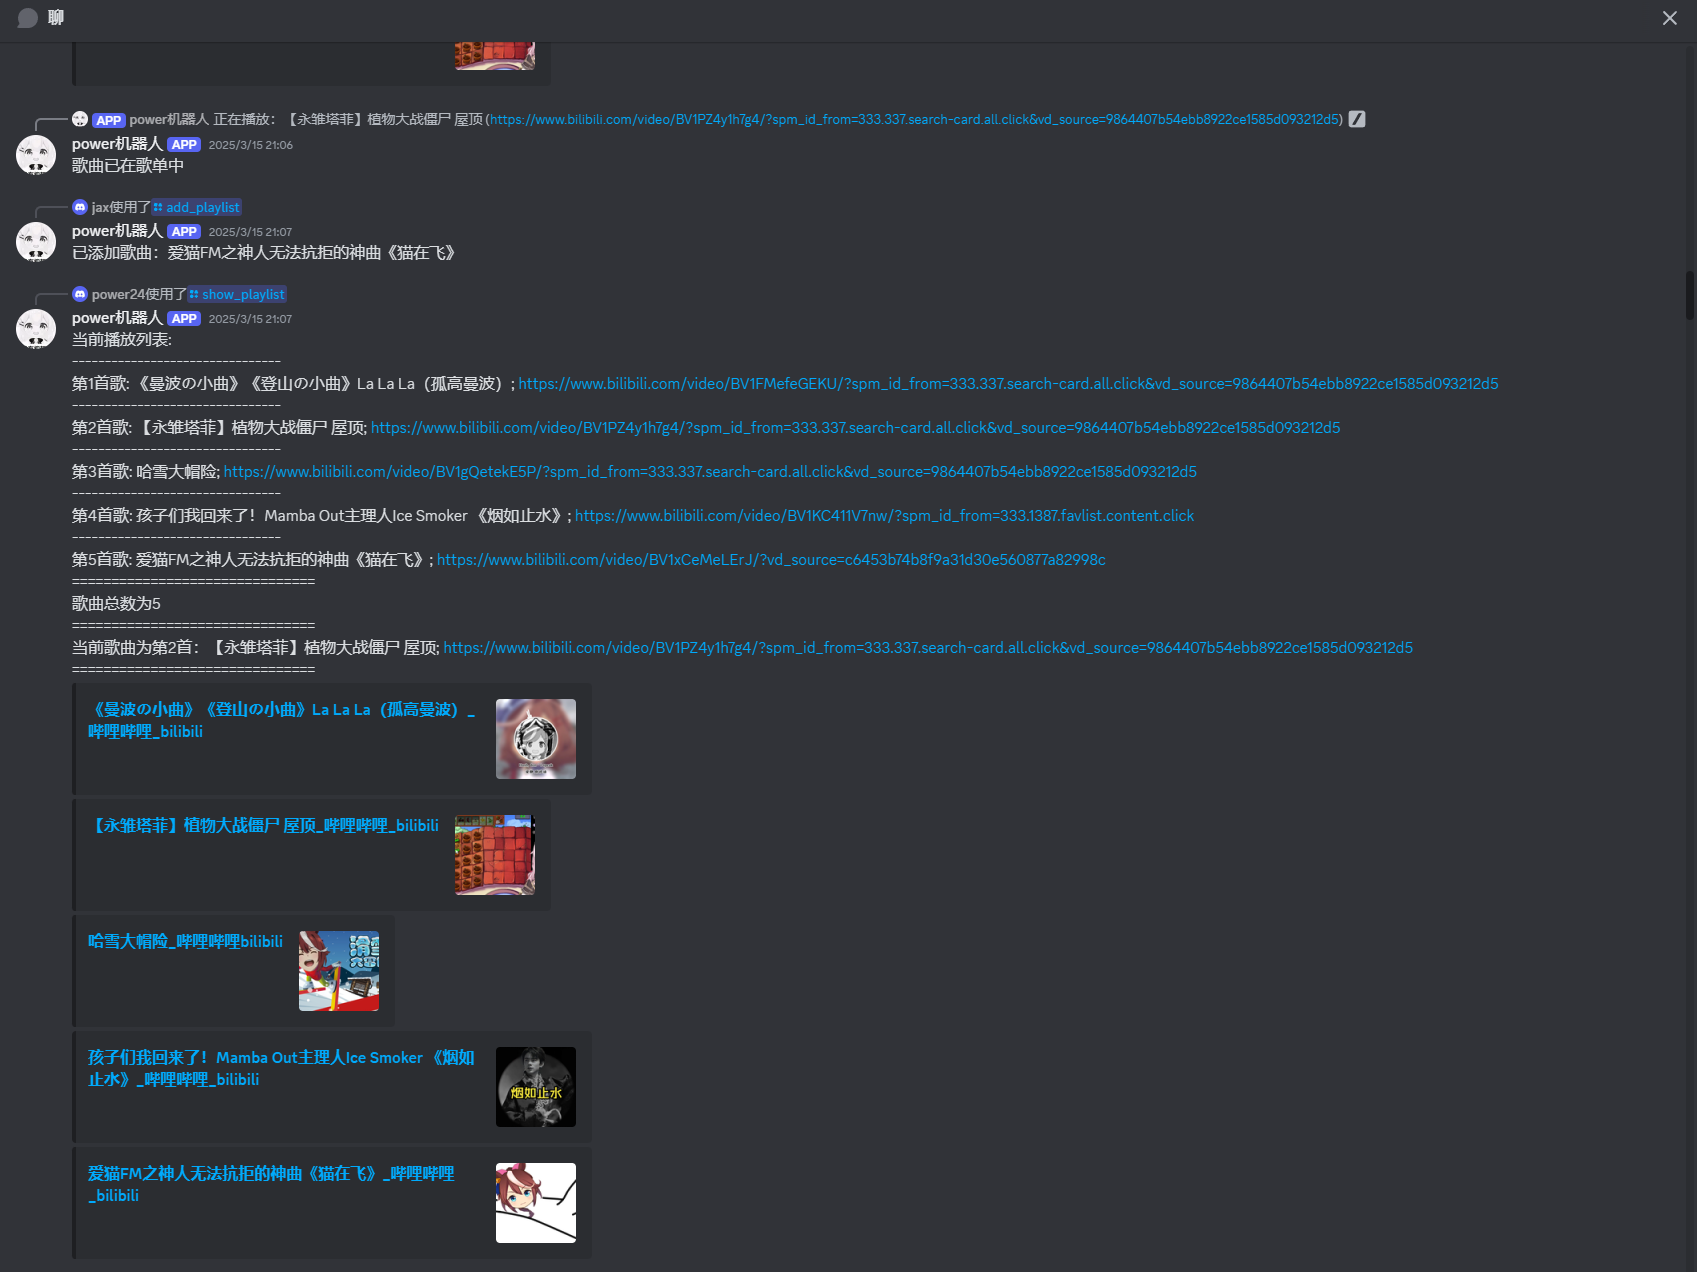 聊
APP power机器人 正在播放：【永雏塔菲】植物大战僵尸 屋顶 (https://www.bilibili.com/video/BV1PZ4y1h7g4/?spm_id_from=333.337.search-card.all.click&vd_source=9864407b54ebb8922ce1585d093212d5)
power机器人 APP 2025/3/15 21:06
歌曲已在歌单中
jax使用了 add_playlist
power机器人 APP 2025/3/15 21:07
已添加歌曲：爱猫FM之神人无法抗拒的神曲《猫在飞》
power24使用了 show_playlist
power机器人 APP 2025/3/15 21:07
当前播放列表:
--------------------------------
第1首歌: 《曼波の小曲》《登山の小曲》La La La（孤高曼波）; https://www.bilibili.com/video/BV1FMefeGEKU/?spm_id_from=333.337.search-card.all.click&vd_source=9864407b54ebb8922ce1585d093212d5
--------------------------------
第2首歌: 【永雏塔菲】植物大战僵尸 屋顶; https://www.bilibili.com/video/BV1PZ4y1h7g4/?spm_id_from=333.337.search-card.all.click&vd_source=9864407b54ebb8922ce1585d093212d5
--------------------------------
第3首歌: 哈雪大帽险; https://www.bilibili.com/video/BV1gQetekE5P/?spm_id_from=333.337.search-card.all.click&vd_source=9864407b54ebb8922ce1585d093212d5
--------------------------------
第4首歌: 孩子们我回来了！Mamba Out主理人Ice Smoker 《烟如止水》; https://www.bilibili.com/video/BV1KC411V7nw/?spm_id_from=333.1387.favlist.content.click
--------------------------------
第5首歌: 爱猫FM之神人无法抗拒的神曲《猫在飞》; https://www.bilibili.com/video/BV1xCeMeLErJ/?vd_source=c6453b74b8f9a31d30e560877a82998c
===============================
歌曲总数为5
===============================
当前歌曲为第2首：【永雏塔菲】植物大战僵尸 屋顶; https://www.bilibili.com/video/BV1PZ4y1h7g4/?spm_id_from=333.337.search-card.all.click&vd_source=9864407b54ebb8922ce1585d093212d5
===============================
《曼波の小曲》《登山の小曲》La La La（孤高曼波）_
哔哩哔哩_bilibili
【永雏塔菲】植物大战僵尸 屋顶_哔哩哔哩_bilibili
哈雪大帽险_哔哩哔哩bilibili
孩子们我回来了！Mamba Out主理人Ice Smoker 《烟如
止水》_哔哩哔哩_bilibili
烟如止水
爱猫FM之神人无法抗拒的神曲《猫在飞》_哔哩哔哩
_bilibili